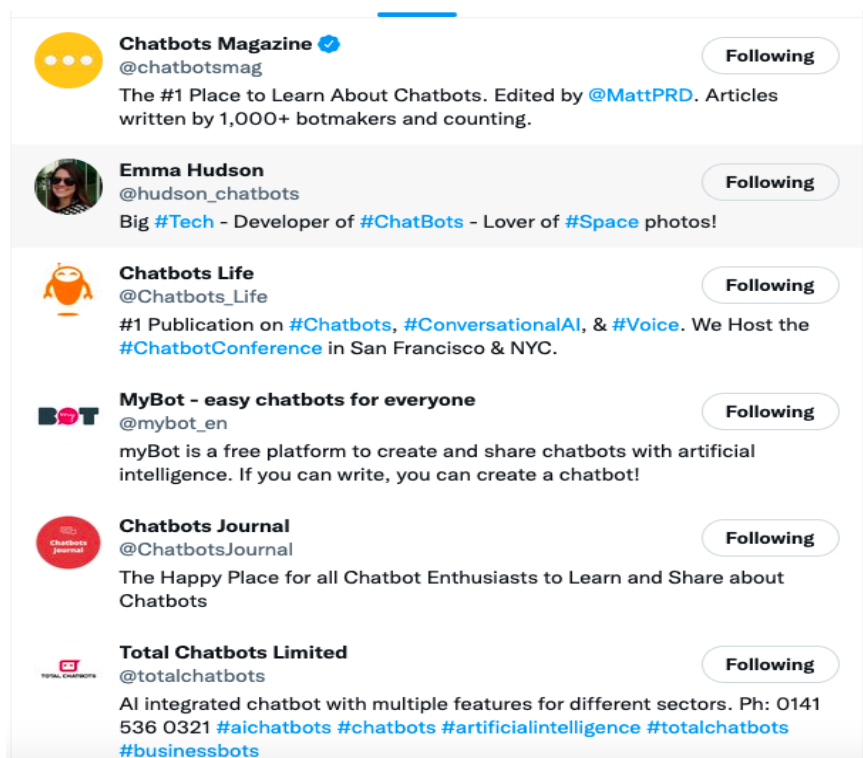 Chatbots Magazine
Following
@chatbotsmag
The #1 Place to Learn About Chatbots. Edited by @MattPRD. Articles
written by 1,000+ botmakers and counting.
Emma Hudson
Following
@hudson_chatbots
Big #Tech - Developer of #ChatBots - Lover of #Space photos!
Chatbots Life
Following
@Chatbots_Life
#1 Publication on #Chatbots, #ConversationalAI, & #Voice. We Host the
#ChatbotConference in San Francisco & NYC.
BOT
my
MyBot - easy chatbots for everyone
Following
@mybot_en
myBot is a free platform to create and share chatbots with artificial
intelligence. If you can write, you can create a chatbot!
Chatbots
Journal
Chatbots Journal
Following
@ChatbotsJournal
The Happy Place for all Chatbot Enthusiasts to Learn and Share about
Chatbots
TOTAL CHATBOTS
Total Chatbots Limited
Following
@totalchatbots
AI integrated chatbot with multiple features for different sectors. Ph: 0141
536 0321 #aichatbots #chatbots #artificialintelligence #totalchatbots
#businessbots